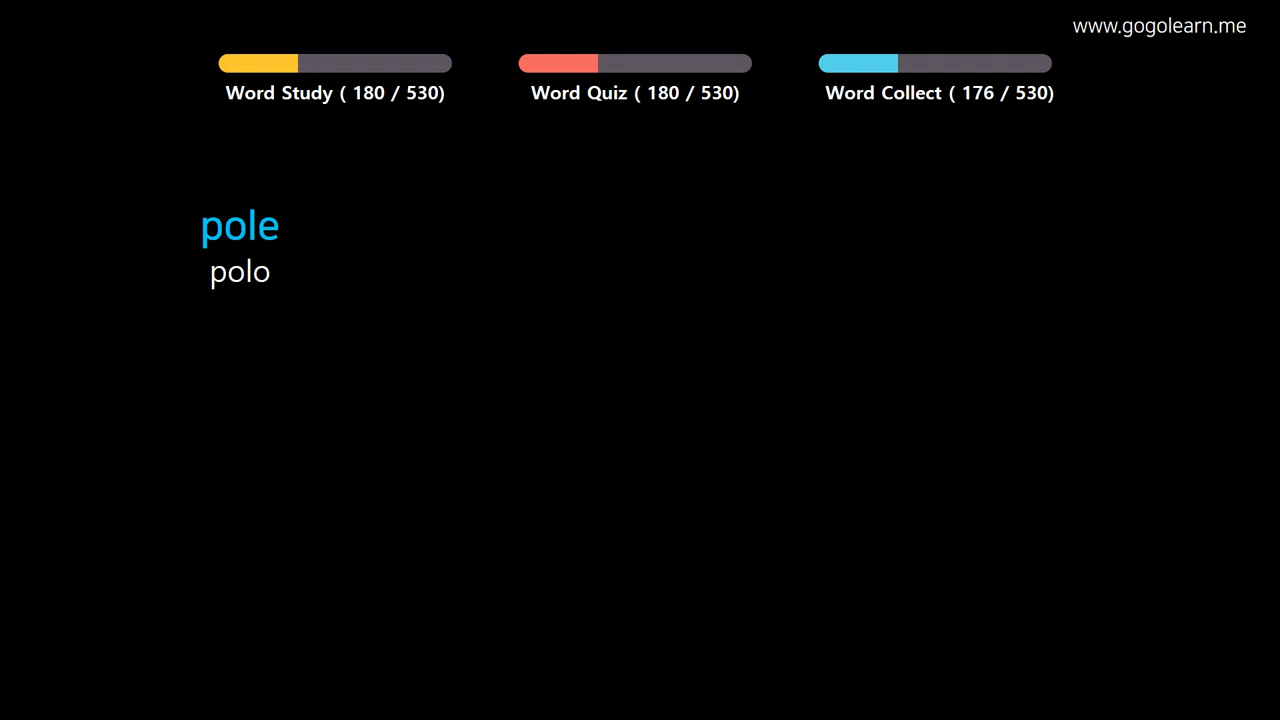 www.gogolearn.me
Word Study ( 180 / 530)
Word Quiz ( 180 / 530)
Word Collect ( 176 / 530)
pole
polo